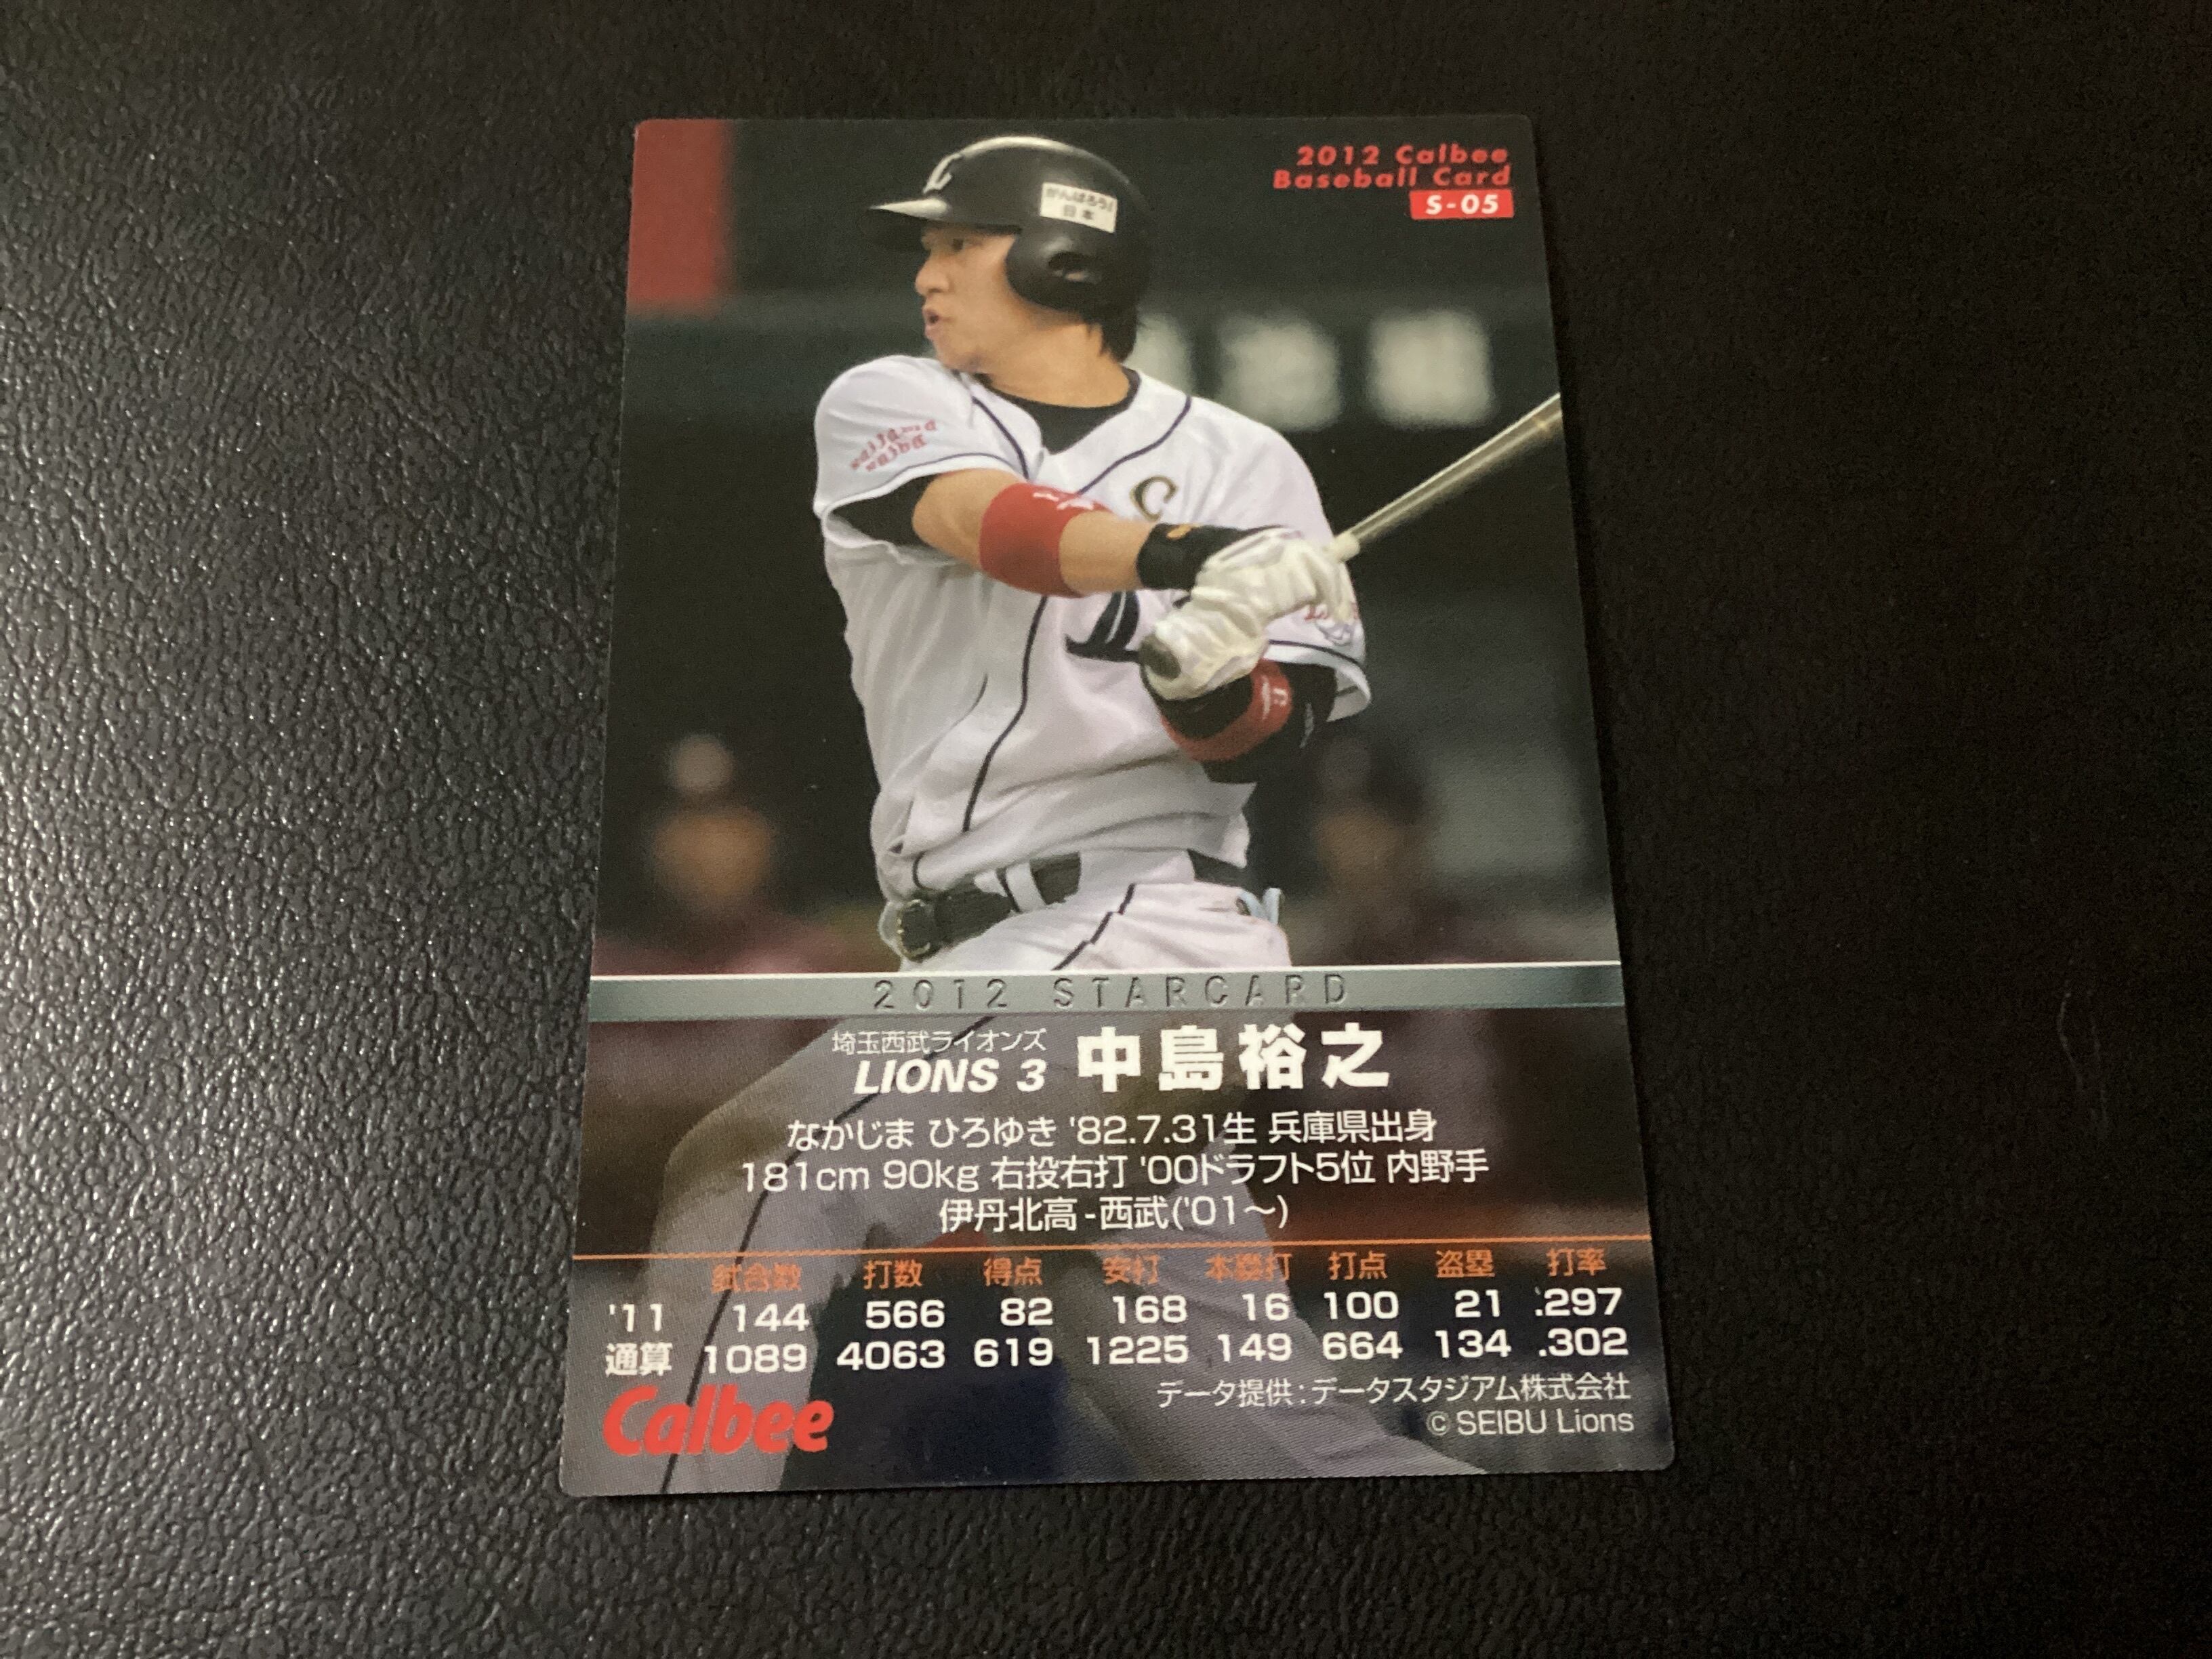 2012 Calbee
Baseball Card
S-05
がんばろう!
日本
C
2012 STARCARD
埼玉西武ライオンズ
LIONS 3 中島裕之
なかじま ひろゆき '82.7.31生 兵庫県出身
181cm 90kg 右投右打 '00ドラフト5位 内野手
伊丹北高-西武('01〜)
試合数 打数 得点 安打 本塁打 打点 盗塁 打率
'11 144 566 82 168 16 100 21 .297
通算 1089 4063 619 1225 149 664 134 .302
Calbee
データ提供:データスタジアム株式会社
© SEIBU Lions